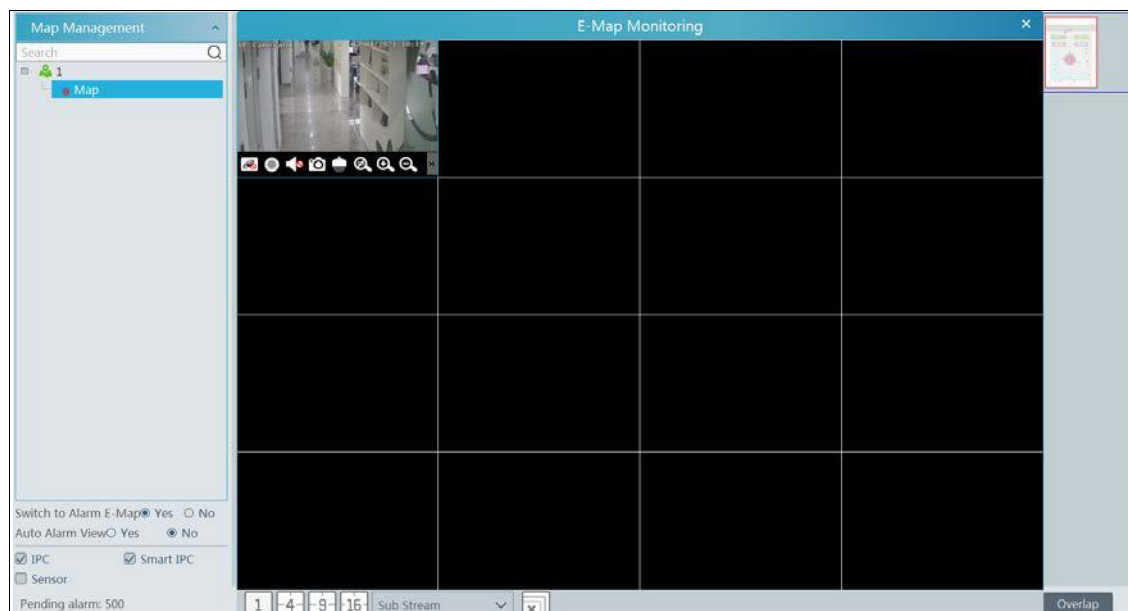 Map Management
E-Map Monitoring
Search
1
Map
Switch to Alarm E-Map Yes No
Auto Alarm View Yes No
IPC Smart IPC
Sensor
Pending alarm: 500
1 4 9 16 Sub Stream
Overlap